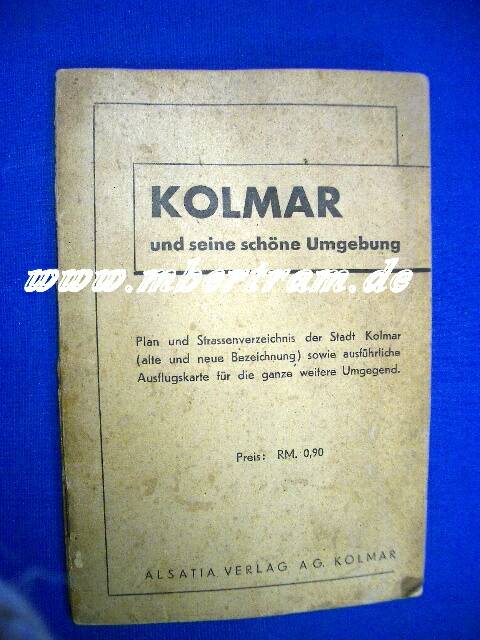 KOLMAR
und seine schöne Umgebung
www.mbertram.de
Plan und Strassenverzeichnis der Stadt Kolmar
(alte und neue Bezeichnung) sowie ausführliche
Ausflugskarte für die ganze weitere Umgegend.
Preis: RM. 0,90
ALSATIA VERLAG AG. KOLMAR